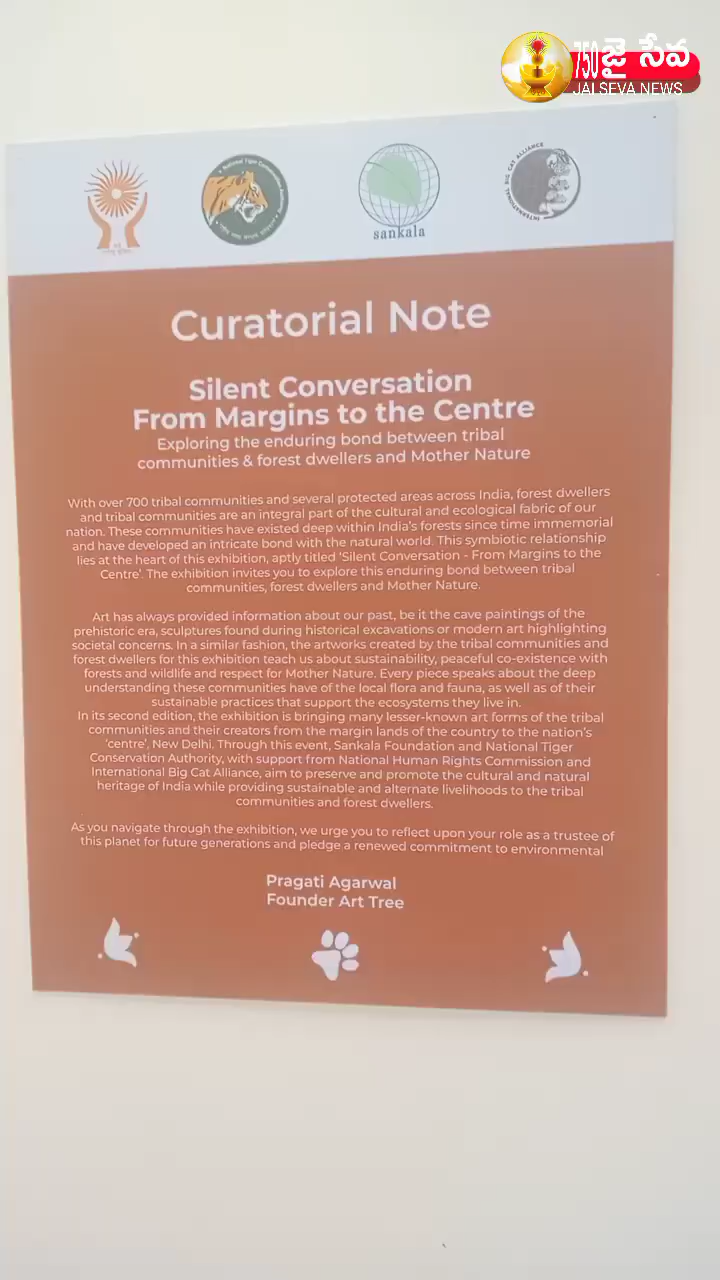 750 జై సేవ
JAI SEVA NEWS
National Tiger Conservation Authority
sankala
INTERNATIONAL BIG CAT ALLIANCE
Curatorial Note
Silent Conversation
From Margins to the Centre
Exploring the enduring bond between tribal
communities & forest dwellers and Mother Nature
With over 700 tribal communities and several protected areas across India, forest dwellers
and tribal communities are an integral part of the cultural and ecological fabric of our
nation. These communities have existed deep within India's forests since time immemorial
and have developed an intricate bond with the natural world. This symbiotic relationship
lies at the heart of this exhibition, aptly titled 'Silent Conversation - From Margins to the
Centre'. The exhibition invites you to explore this enduring bond between tribal
communities, forest dwellers and Mother Nature.
Art has always provided information about our past, be it the cave paintings of the
prehistoric era, sculptures found during historical excavations or modern art highlighting
societal concerns. In a similar fashion, the artworks created by the tribal communities and
forest dwellers for this exhibition teach us about sustainability, peaceful co-existence with
forests and wildlife and respect for Mother Nature. Every piece speaks about the deep
understanding these communities have of the local flora and fauna, as well as of their
sustainable practices that support the ecosystems they live in.
In its second edition, the exhibition is bringing many lesser-known art forms of the tribal
communities and their creators from the margin lands of the country to the nation's
'centre', New Delhi. Through this event, Sankala Foundation and National Tiger
Conservation Authority, with support from National Human Rights Commission and
International Big Cat Alliance, aim to preserve and promote the cultural and natural
heritage of India while providing sustainable and alternate livelihoods to the tribal
communities and forest dwellers.
As you navigate through the exhibition, we urge you to reflect upon your role as a trustee of
this planet for future generations and pledge a renewed commitment to environmental
Pragati Agarwal
Founder Art Tree